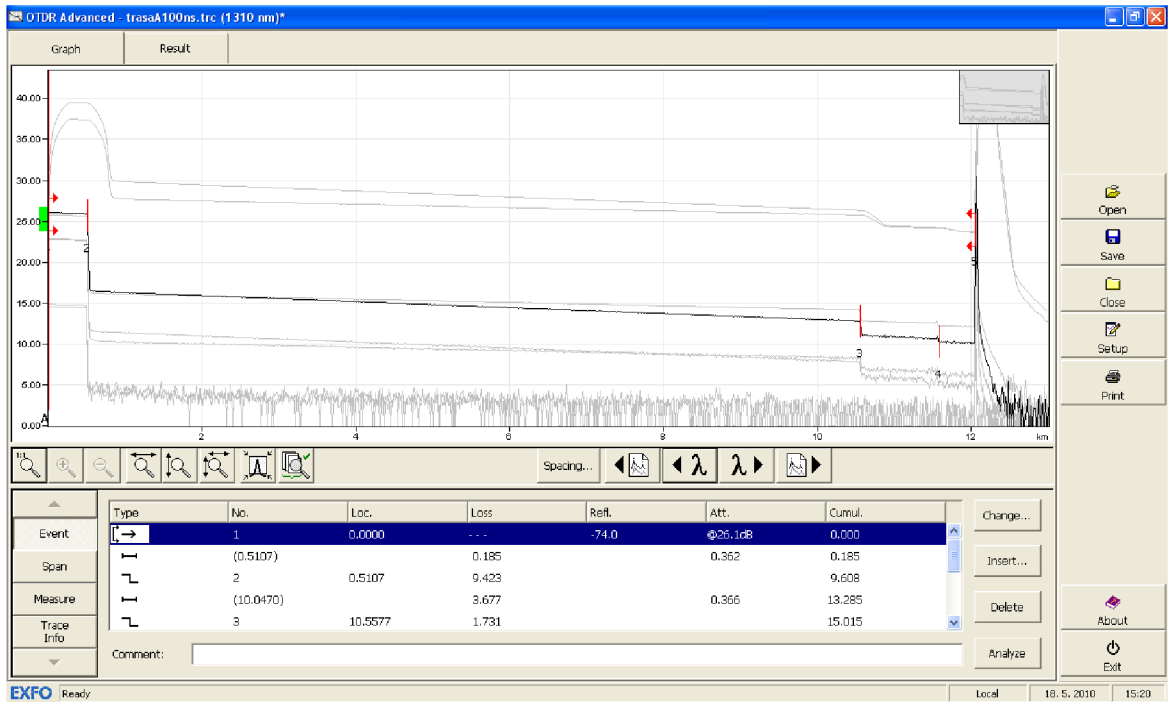 OTDR Advanced - trasaA100ns.trc (1310 nm)*
Graph Result
40.00
35.00
30.00
25.00
20.00
15.00
10.00
5.00
0.00
A
2
3
4
5
2 4 6 8 10 12 km
Open
Save
Close
Setup
Print
About
Exit
1:1
Spacing... λ λ
Event
Span
Measure
Trace
Info
Type No. Loc. Loss Refl. Att. Cumul.
1 0.0000 --- -74.0 @26.1dB 0.000
(0.5107) 0.185 0.362 0.185
2 0.5107 9.423 9.608
(10.0470) 3.677 0.366 13.285
3 10.5577 1.731 15.015
Change...
Insert...
Delete
Analyze
Comment:
EXFO Ready Local 18. 5. 2010 15:20